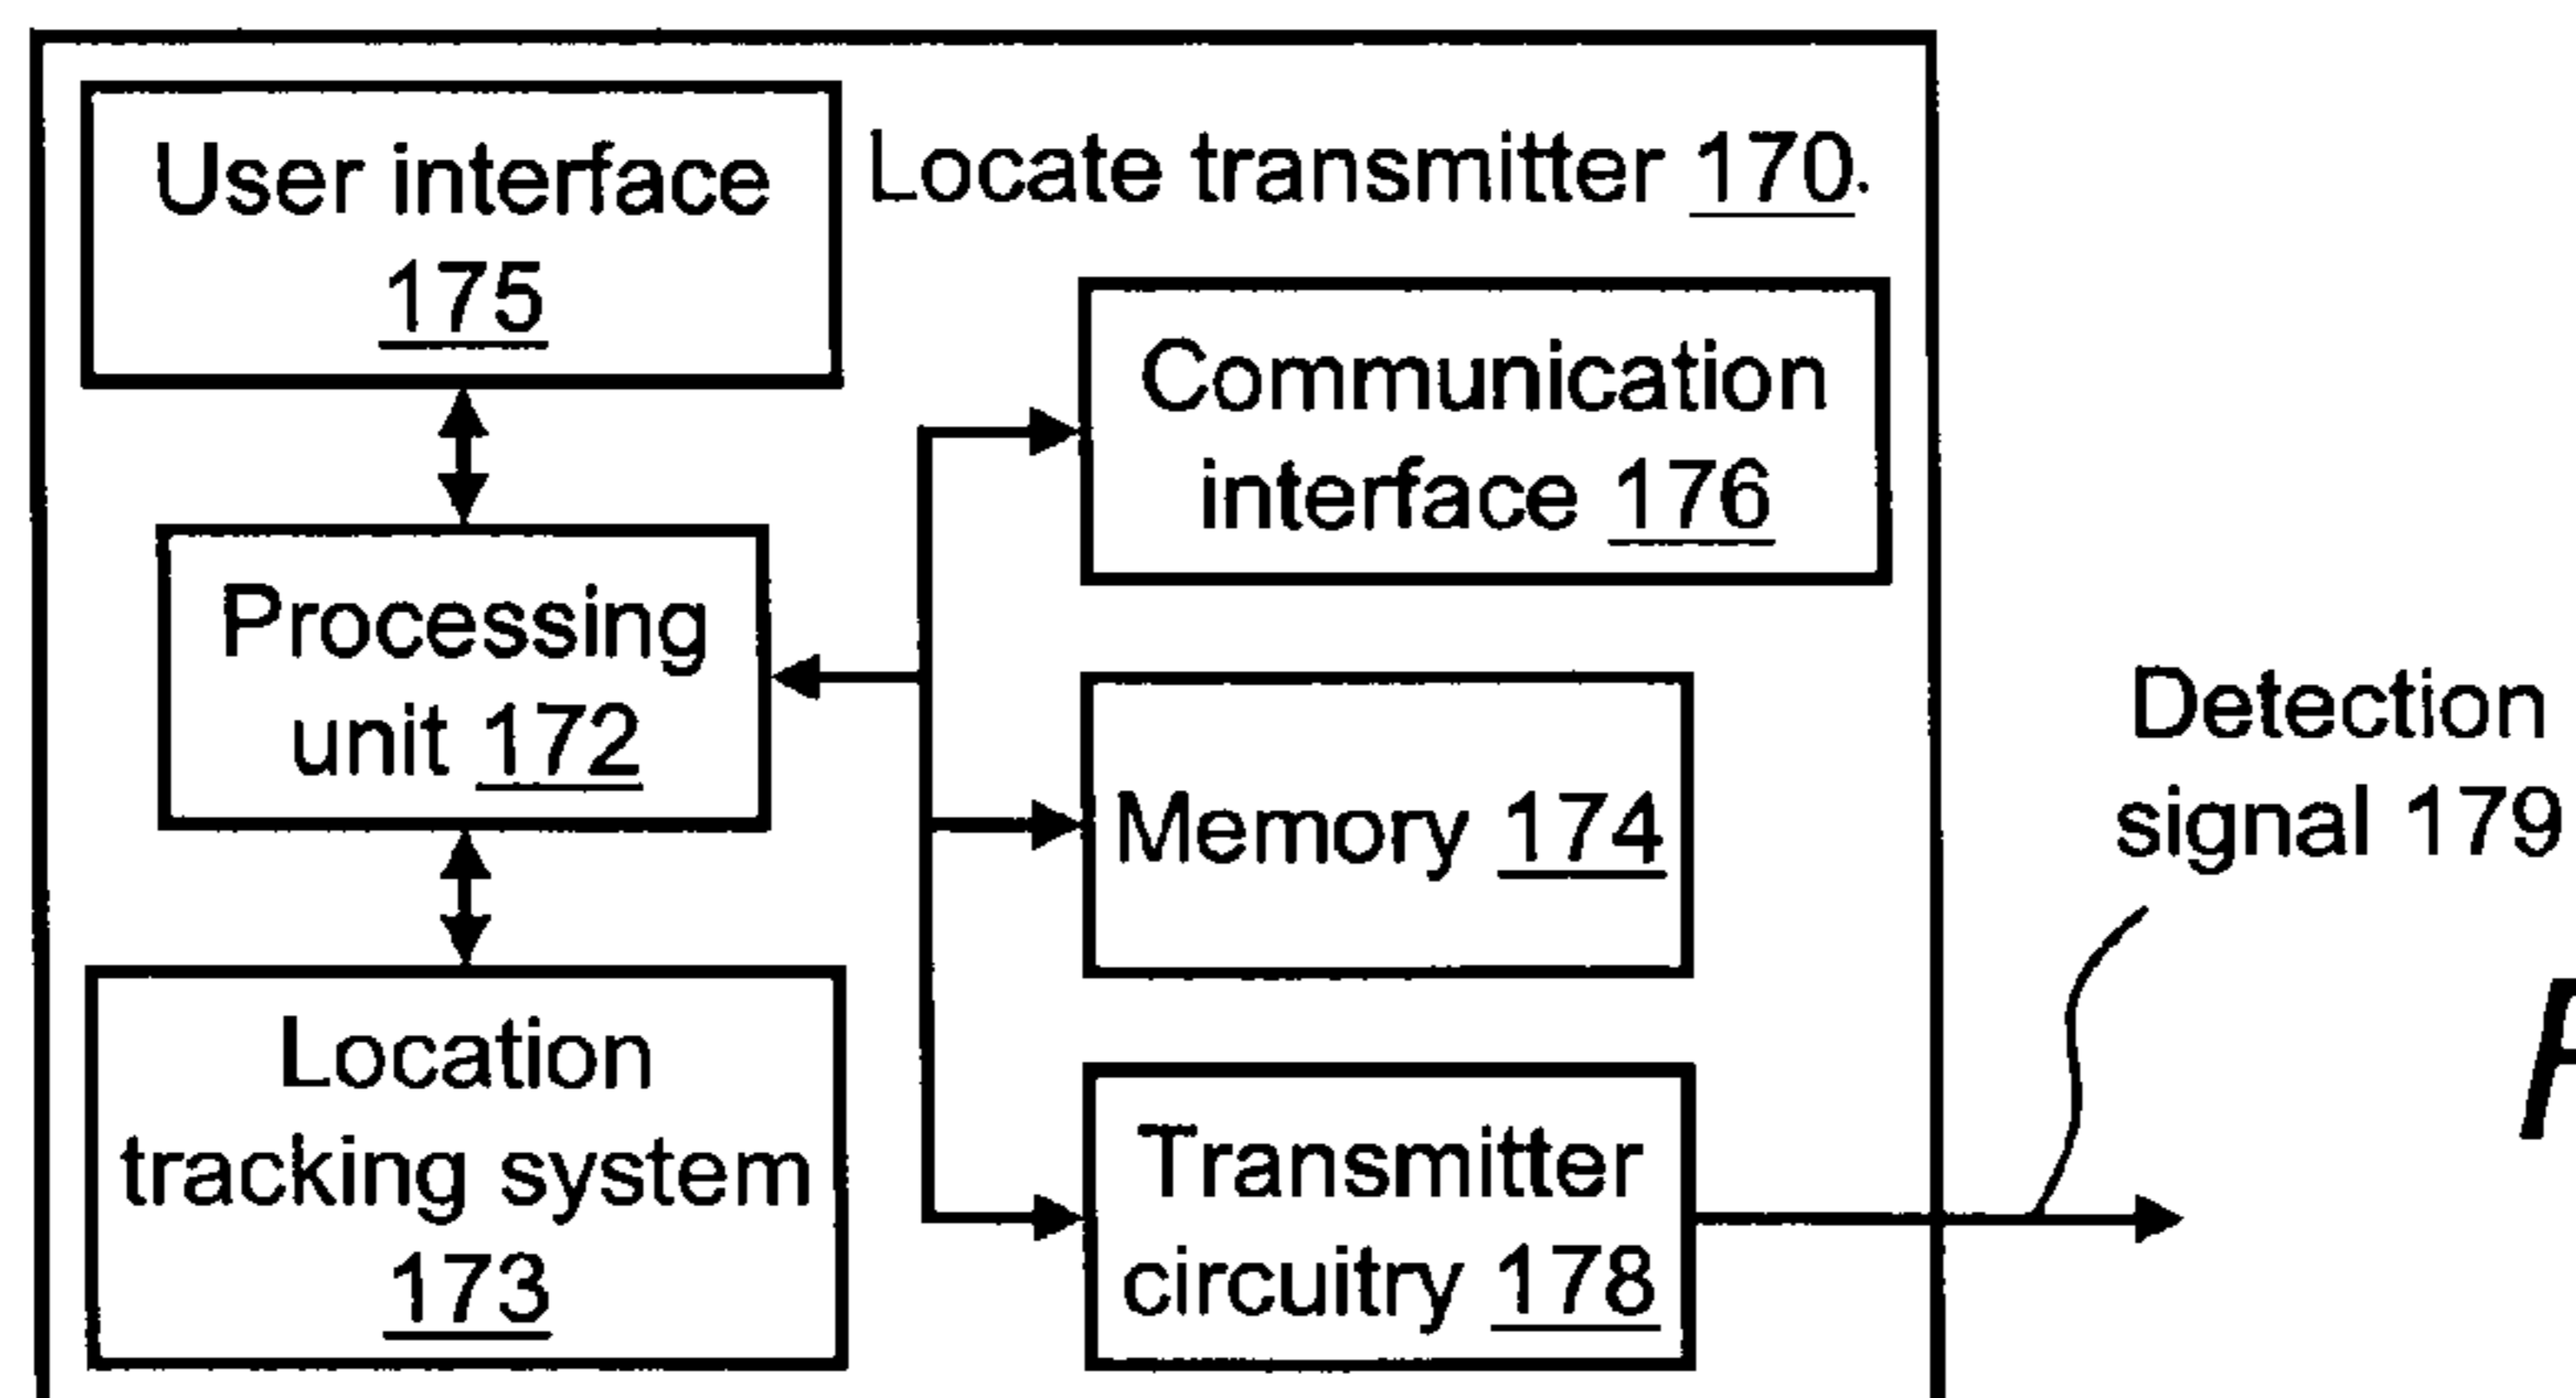 User interface
175
Locate transmitter 170.
Communication
interface 176
Processing
unit 172
Memory 174
Detection
signal 179
Location
tracking system
173
Transmitter
circuitry 178